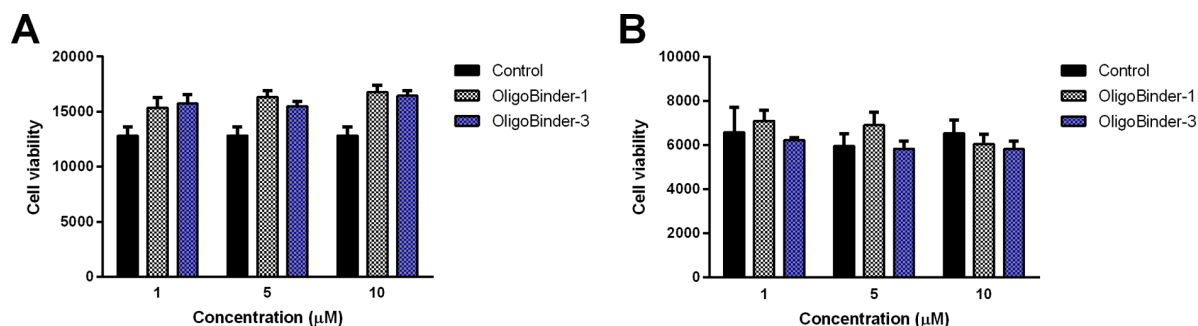 A
20000
15000
10000
5000
0
Cell viability
1 5 10
Concentration (μM)
Control
OligoBinder-1
OligoBinder-3
B
10000
8000
6000
4000
2000
0
Cell viability
1 5 10
Concentration (μM)
Control
OligoBinder-1
OligoBinder-3